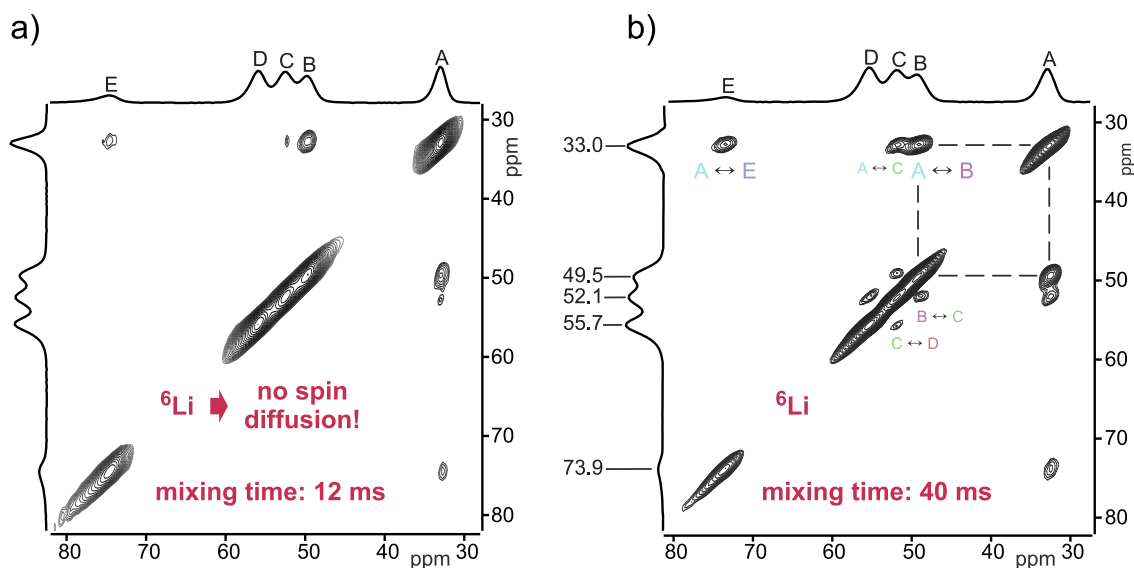 a)
E D C B A
30
ppm
40
50
60
70
80
⁶Li no spin
diffusion!
mixing time: 12 ms
80 70 60 50 40 30
ppm
b)
E D C B A
33.0
49.5
52.1
55.7
73.9
30
ppm
40
50
60
70
80
A ↔ E A ↔ C A ↔ B
B ↔ C
C ↔ D
⁶Li
mixing time: 40 ms
80 70 60 50 40 30
ppm